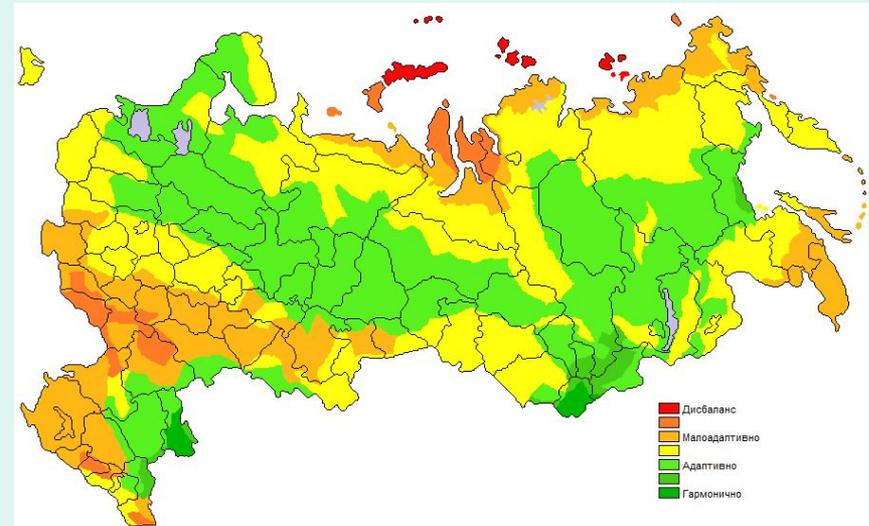 Дисбаланс
Малоадаптивно
Адаптивно
Гармонично